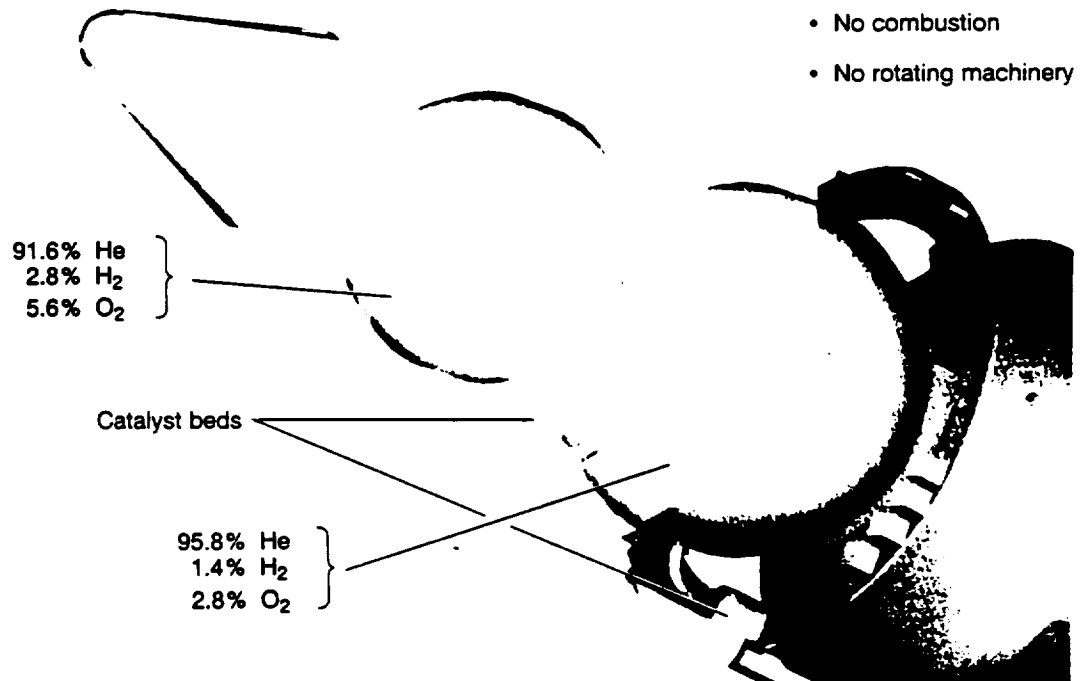 • No combustion
• No rotating machinery
91.6% He
2.8% H₂
5.6% O₂
Catalyst beds
95.8% He
1.4% H₂
2.8% O₂